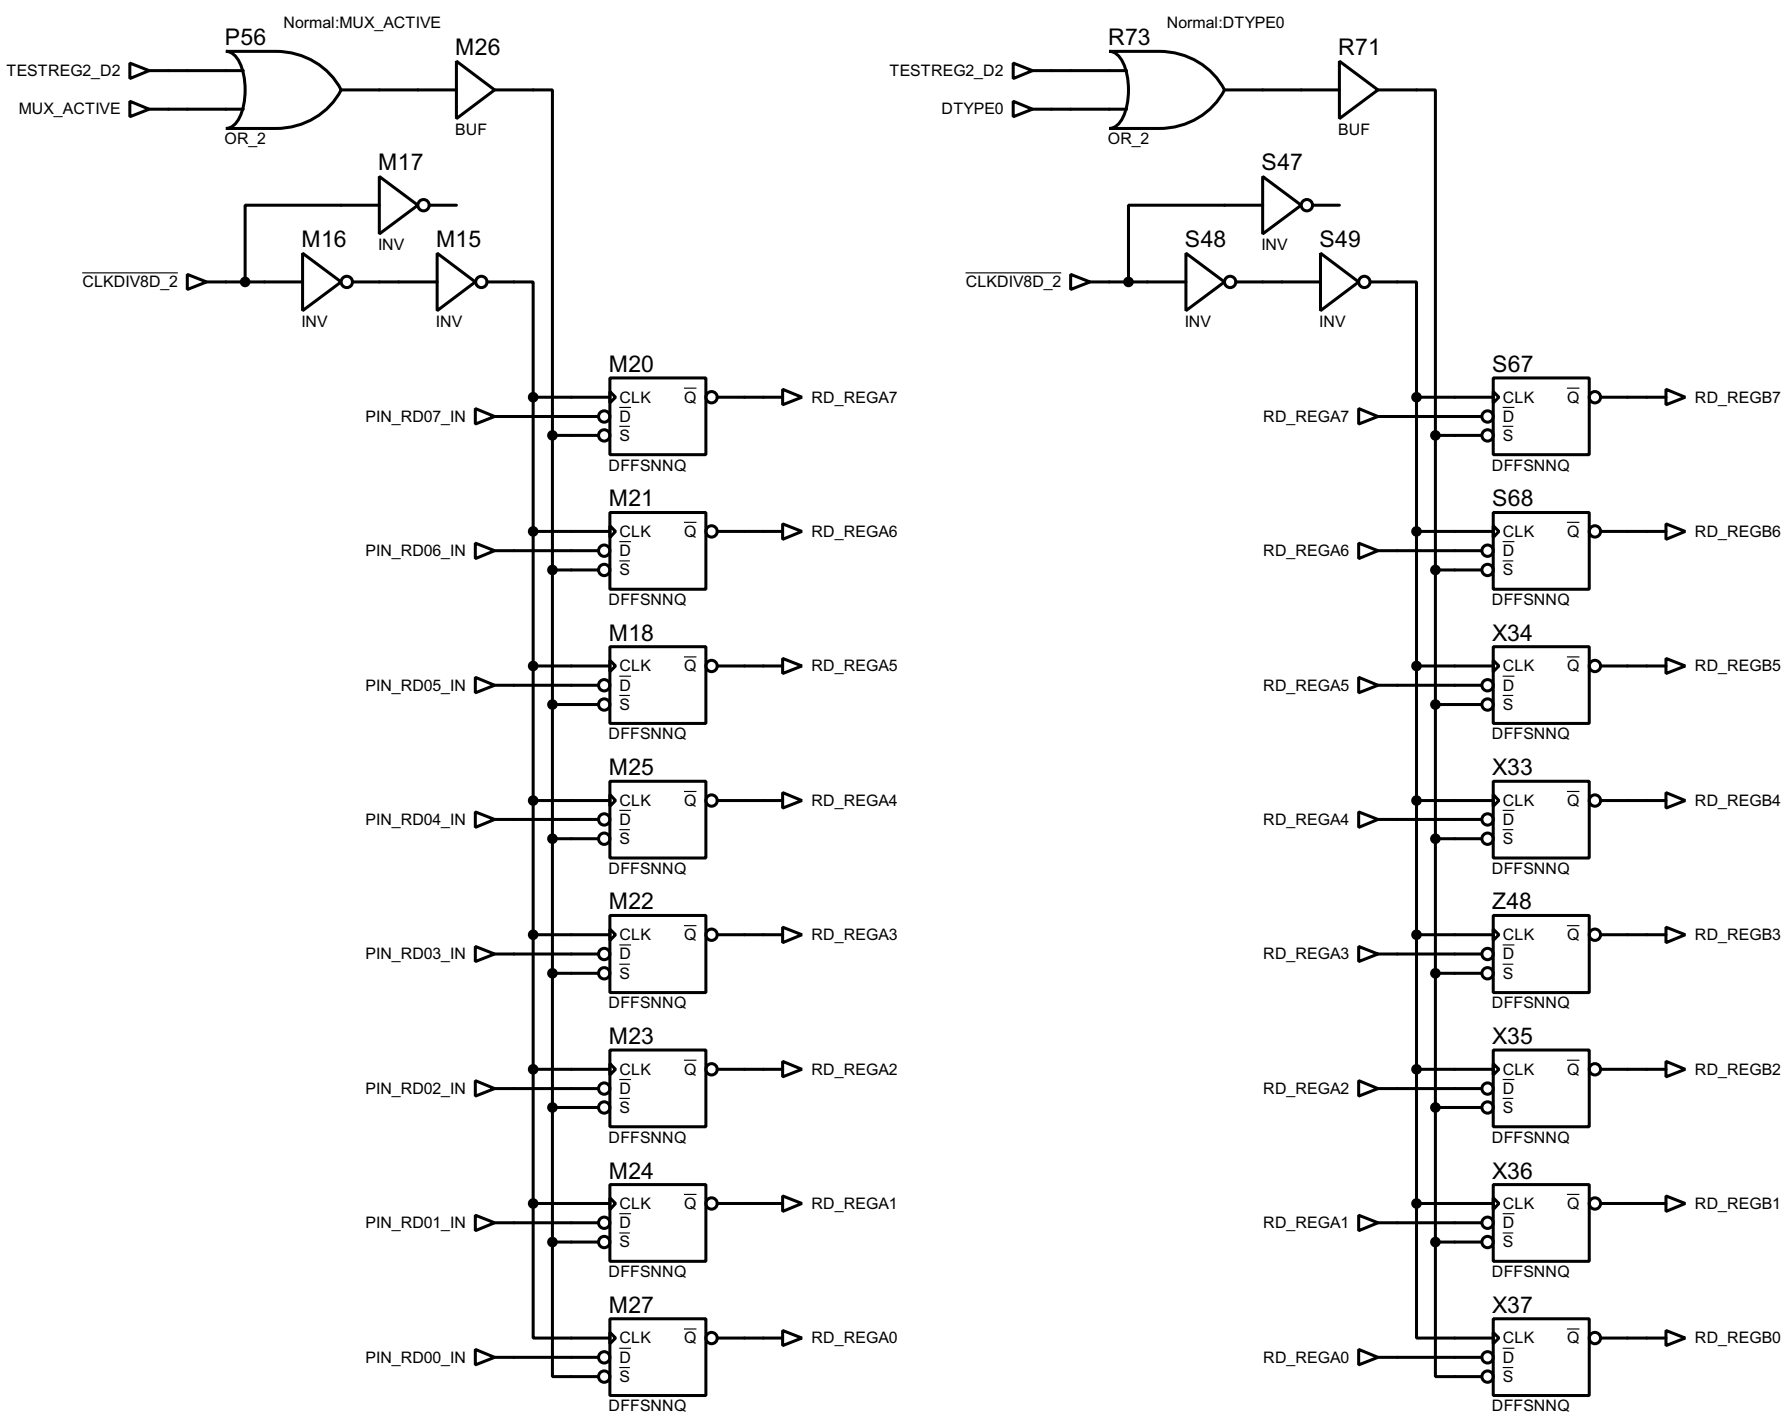 Normal:MUX_ACTIVE
P56
M26
TESTREG2_D2
MUX_ACTIVE
OR_2
BUF
M17
INV
M16
M15
CLKDIV8D_2
INV
INV
M20
CLK Q
PIN_RD07_IN
D
S
RD_REGA7
DFFSNNQ
M21
CLK Q
PIN_RD06_IN
D
S
RD_REGA6
DFFSNNQ
M18
CLK Q
PIN_RD05_IN
D
S
RD_REGA5
DFFSNNQ
M25
CLK Q
PIN_RD04_IN
D
S
RD_REGA4
DFFSNNQ
M22
CLK Q
PIN_RD03_IN
D
S
RD_REGA3
DFFSNNQ
M23
CLK Q
PIN_RD02_IN
D
S
RD_REGA2
DFFSNNQ
M24
CLK Q
PIN_RD01_IN
D
S
RD_REGA1
DFFSNNQ
M27
CLK Q
PIN_RD00_IN
D
S
RD_REGA0
DFFSNNQ
Normal:DTYPE0
R73
R71
TESTREG2_D2
DTYPE0
OR_2
BUF
S47
INV
S48
S49
CLKDIV8D_2
INV
INV
S67
CLK Q
RD_REGA7
D
S
RD_REGB7
DFFSNNQ
S68
CLK Q
RD_REGA6
D
S
RD_REGB6
DFFSNNQ
X34
CLK Q
RD_REGA5
D
S
RD_REGB5
DFFSNNQ
X33
CLK Q
RD_REGA4
D
S
RD_REGB4
DFFSNNQ
Z48
CLK Q
RD_REGA3
D
S
RD_REGB3
DFFSNNQ
X35
CLK Q
RD_REGA2
D
S
RD_REGB2
DFFSNNQ
X36
CLK Q
RD_REGA1
D
S
RD_REGB1
DFFSNNQ
X37
CLK Q
RD_REGA0
D
S
RD_REGB0
DFFSNNQ